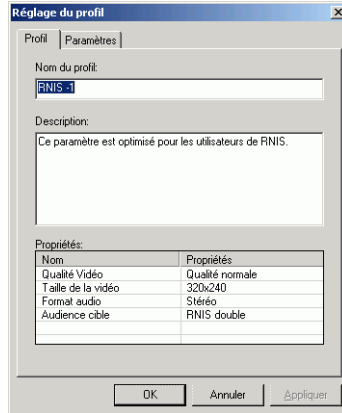 Réglage du profil
Profil Paramètres
Nom du profil:
RNIS -1
Description:
Ce paramètre est optimisé pour les utilisateurs de RNIS.
Propriétés:
Nom Propriétés
Qualité Vidéo Qualité normale
Taille de la vidéo 320x240
Format audio Stéréo
Audience cible RNIS double
OK Annuler Appliquer